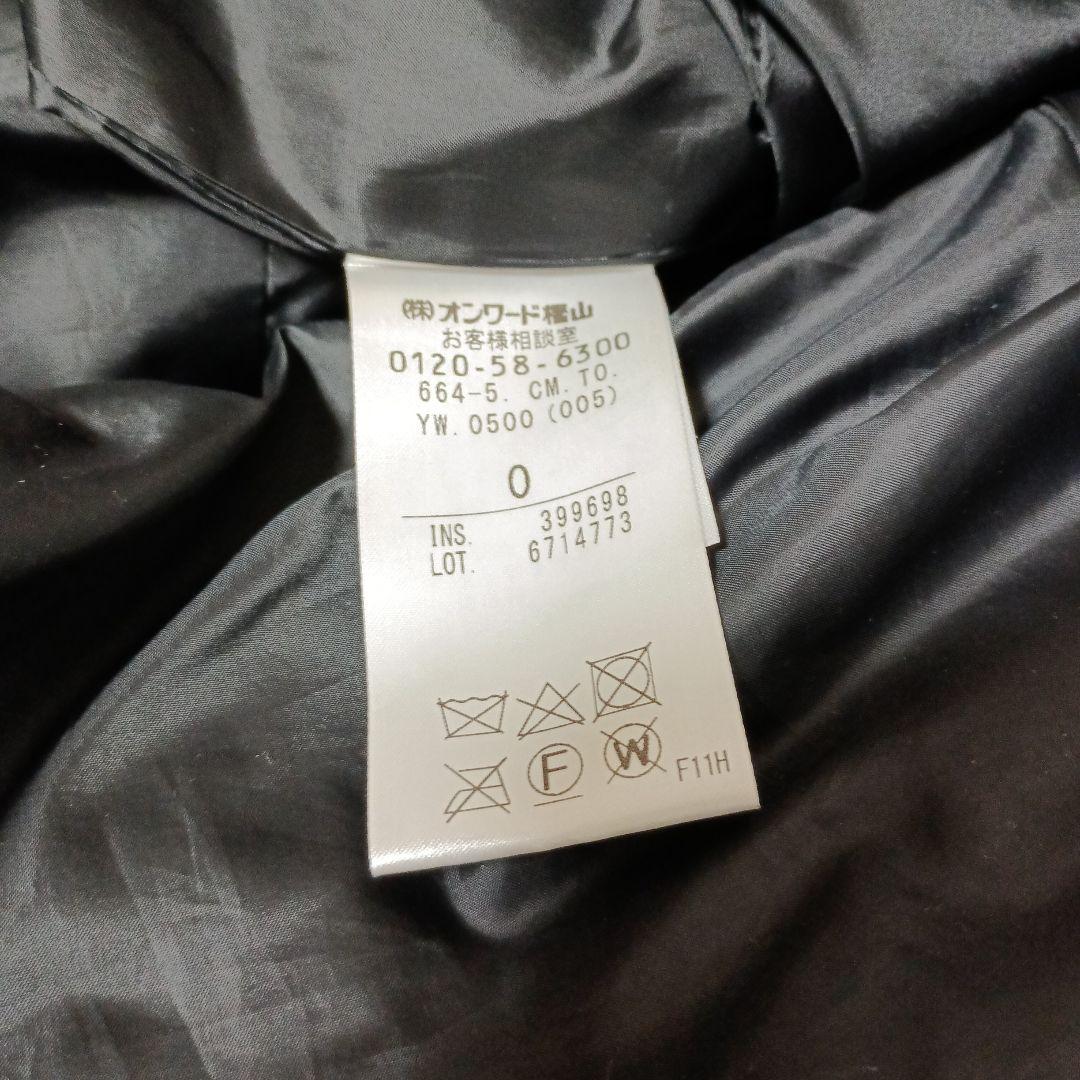 (株)オンワード樫山
お客様相談室
0120-58-6300
664-5. CM.TO.
YW.0500(005)
0
INS. 399698
LOT. 6714773
F
W
F11H